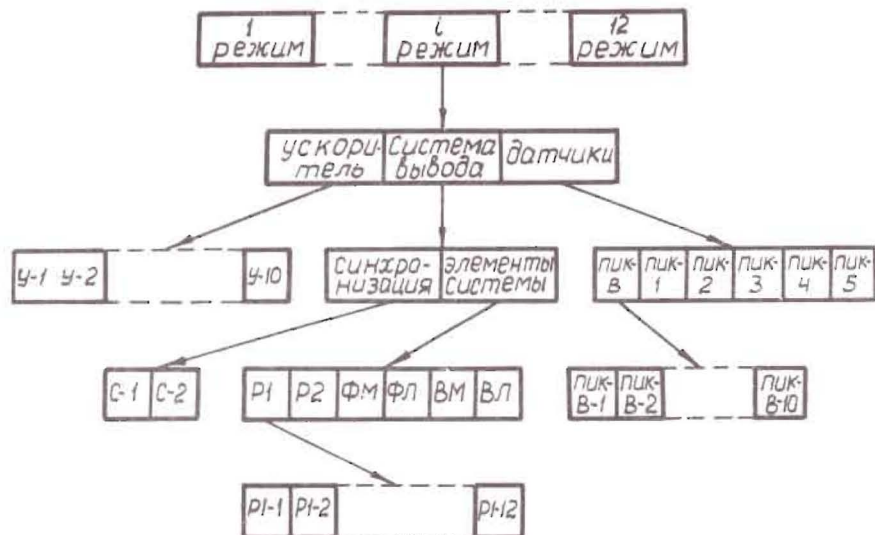 1 режим
i режим
12 режим
ускори-
тель
Система
вывода
датчики
У-1 У-2
У-10
синхро-
низация
элементы
системы
ПИК-
В
ПИК-
1
ПИК-
2
ПИК-
3
ПИК-
4
ПИК-
5
С-1 С-2
Р1 Р2 ФМ ФЛ ВМ ВЛ
ПИК-
В-1
ПИК-
В-2
ПИК-
В-10
Р1-1 Р1-2
Р1-12